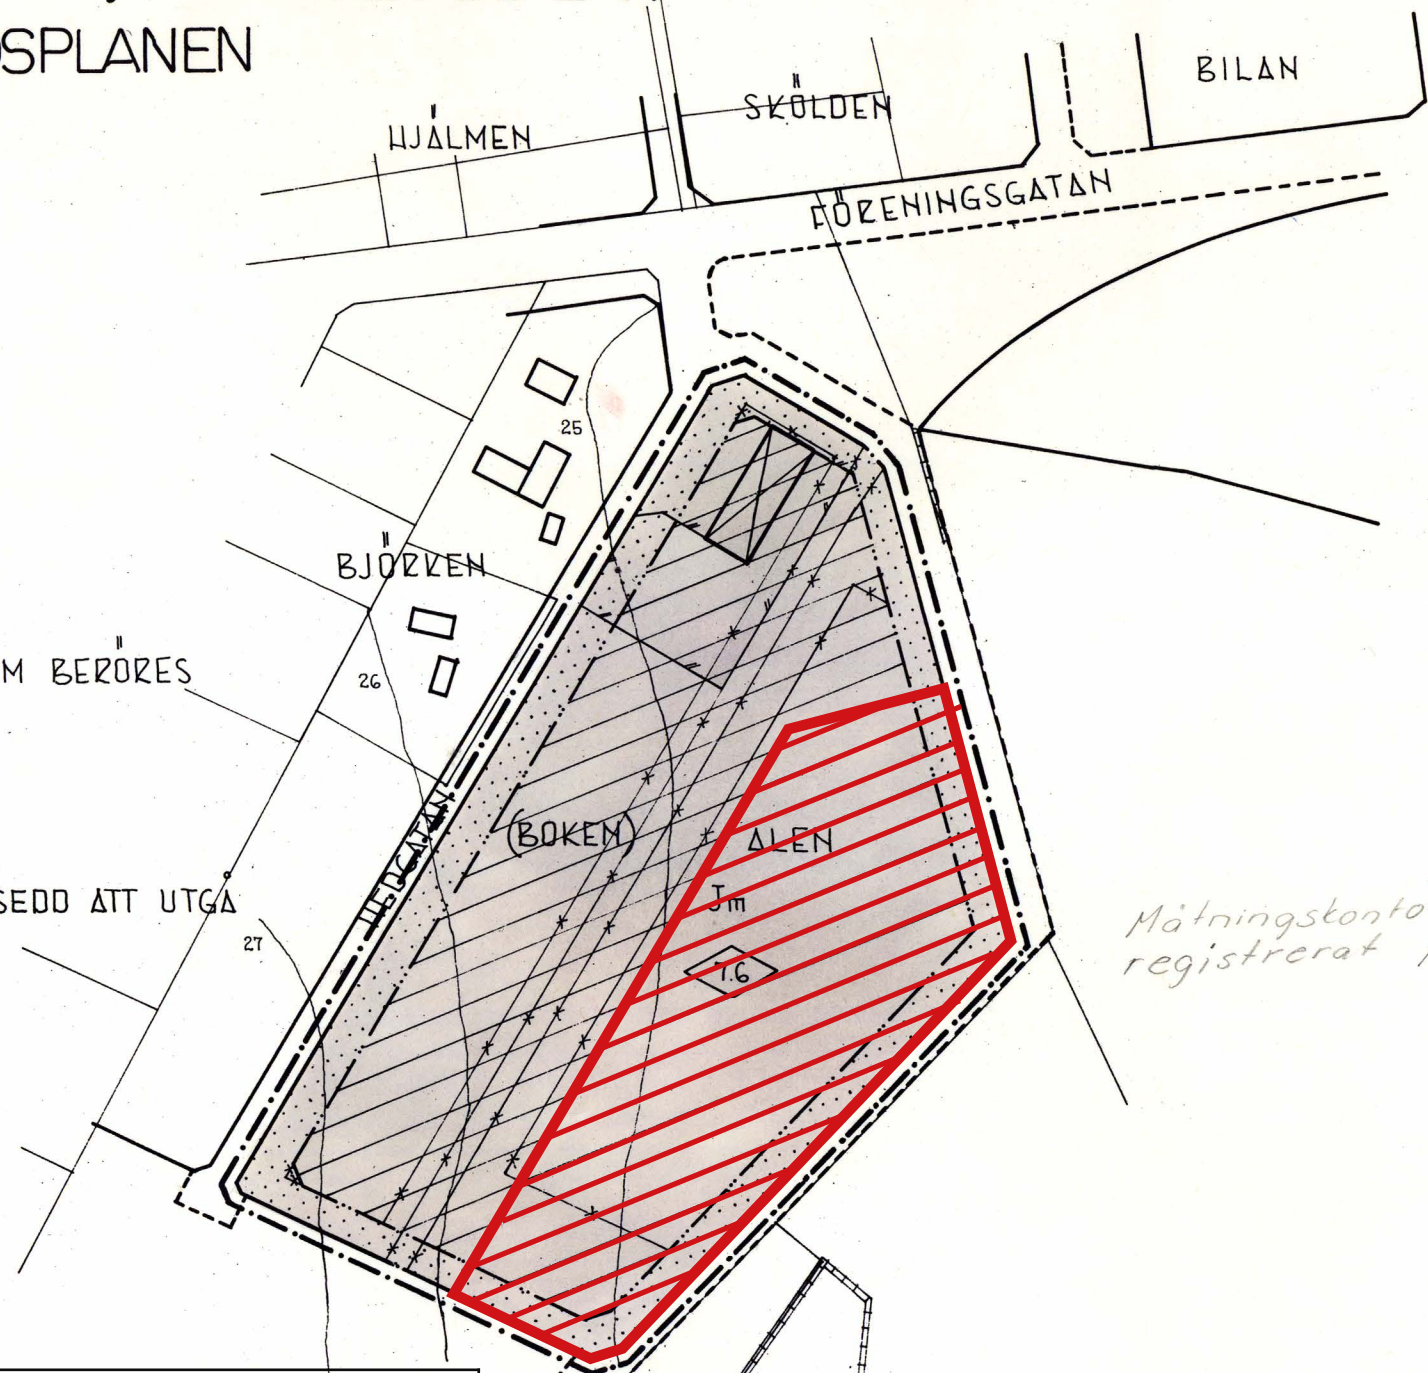 SPLANEN
HJÄLMEN
SKÖLDEN
BILAN
FÖRENINGSGATAN
25
BJÖRKEN
M BERÖRES
26
HEDGATAN
(BOKEN)
ALEN
Jm
7.6
SEDD ATT UTGÅ
27
Mätningskonto
registrerat